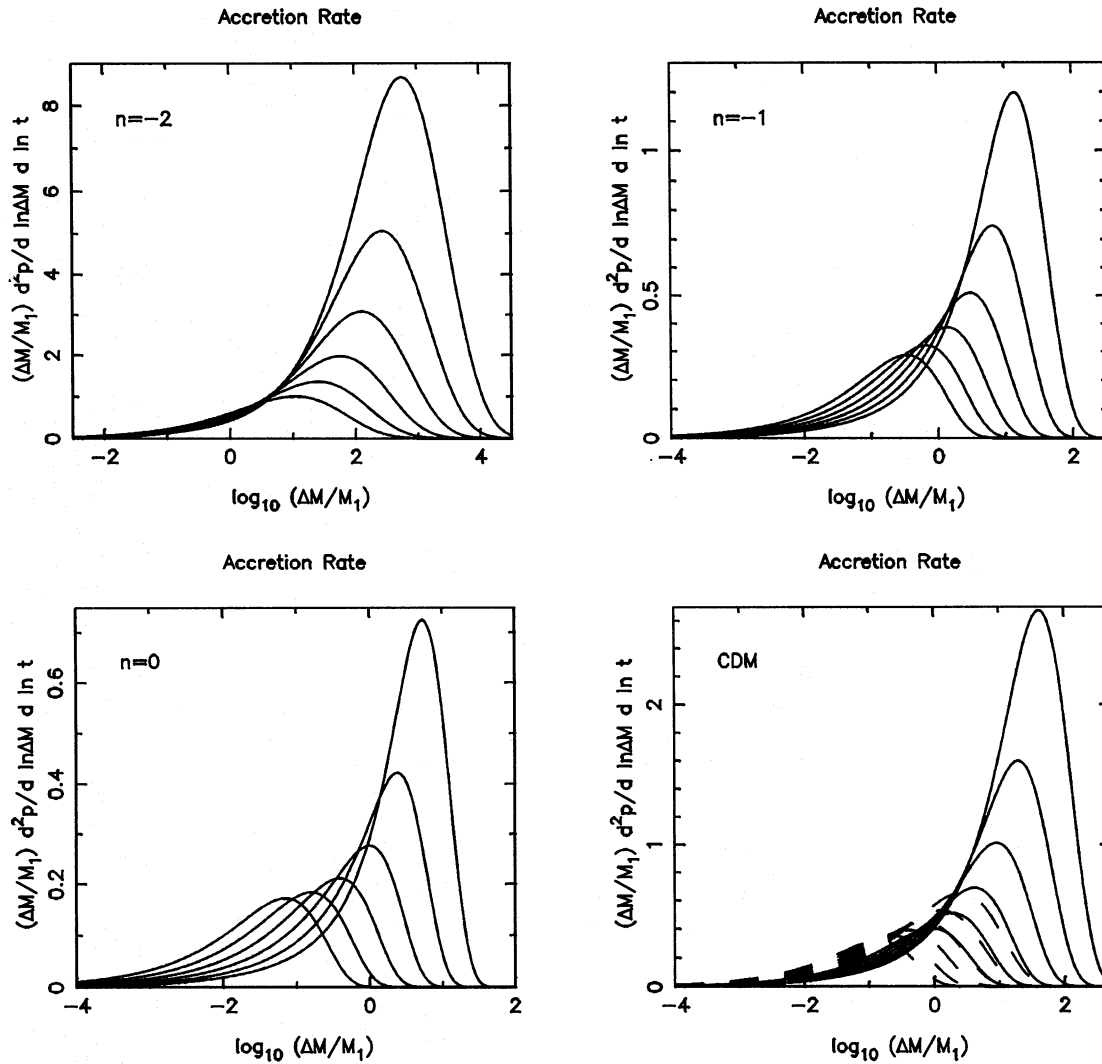 Accretion Rate
(ΔM/M₁) d²p/d lnΔM d ln t
8
6
4
2
0
n=−2
−2 0 2 4
log₁₀ (ΔM/M₁)
Accretion Rate
(ΔM/M₁) d²p/d lnΔM d ln t
1
0.5
0
n=−1
−4 −2 0 2
log₁₀ (ΔM/M₁)
Accretion Rate
(ΔM/M₁) d²p/d lnΔM d ln t
0.6
0.4
0.2
0
n=0
−4 −2 0 2
log₁₀ (ΔM/M₁)
Accretion Rate
(ΔM/M₁) d²p/d lnΔM d ln t
2
1
0
CDM
−4 −2 0 2
log₁₀ (ΔM/M₁)